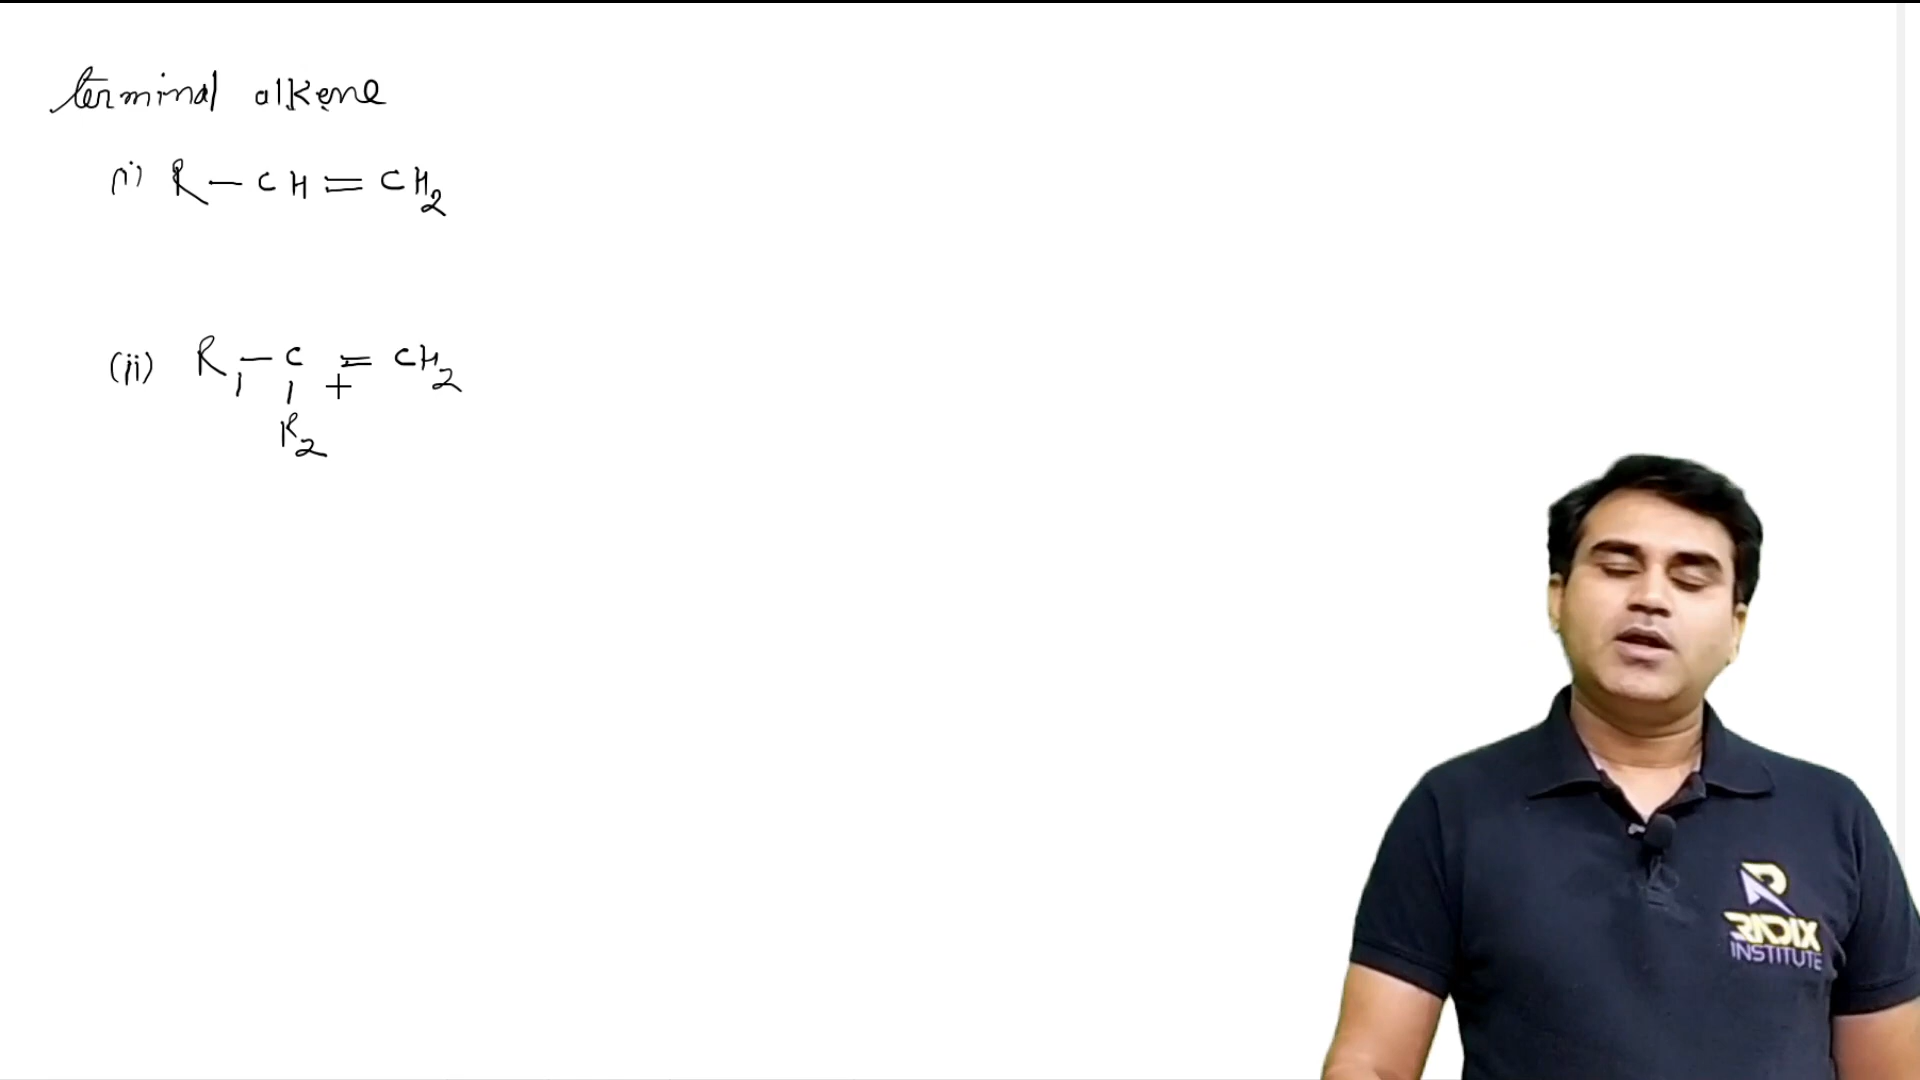 terminal alkene
(i) R — CH = CH2
(ii) R1 — C = CH2
R2
RADIX
INSTITUTE